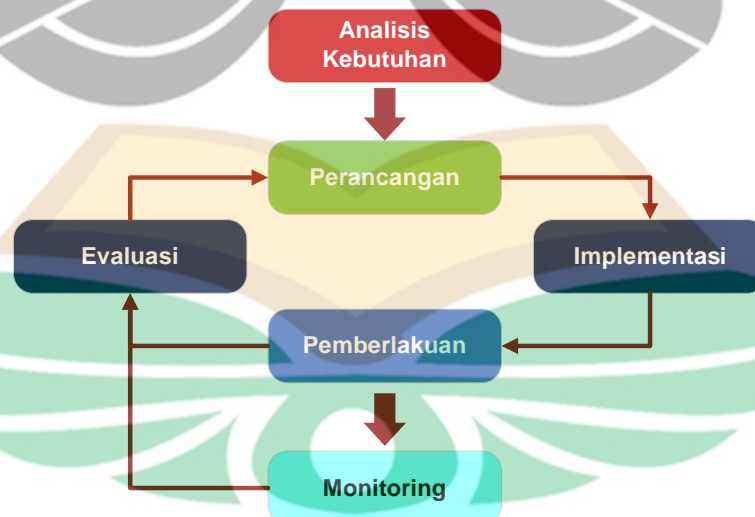 Analisis
Kebutuhan
Perancangan
Evaluasi
Implementasi
Pemberlakuan
Monitoring